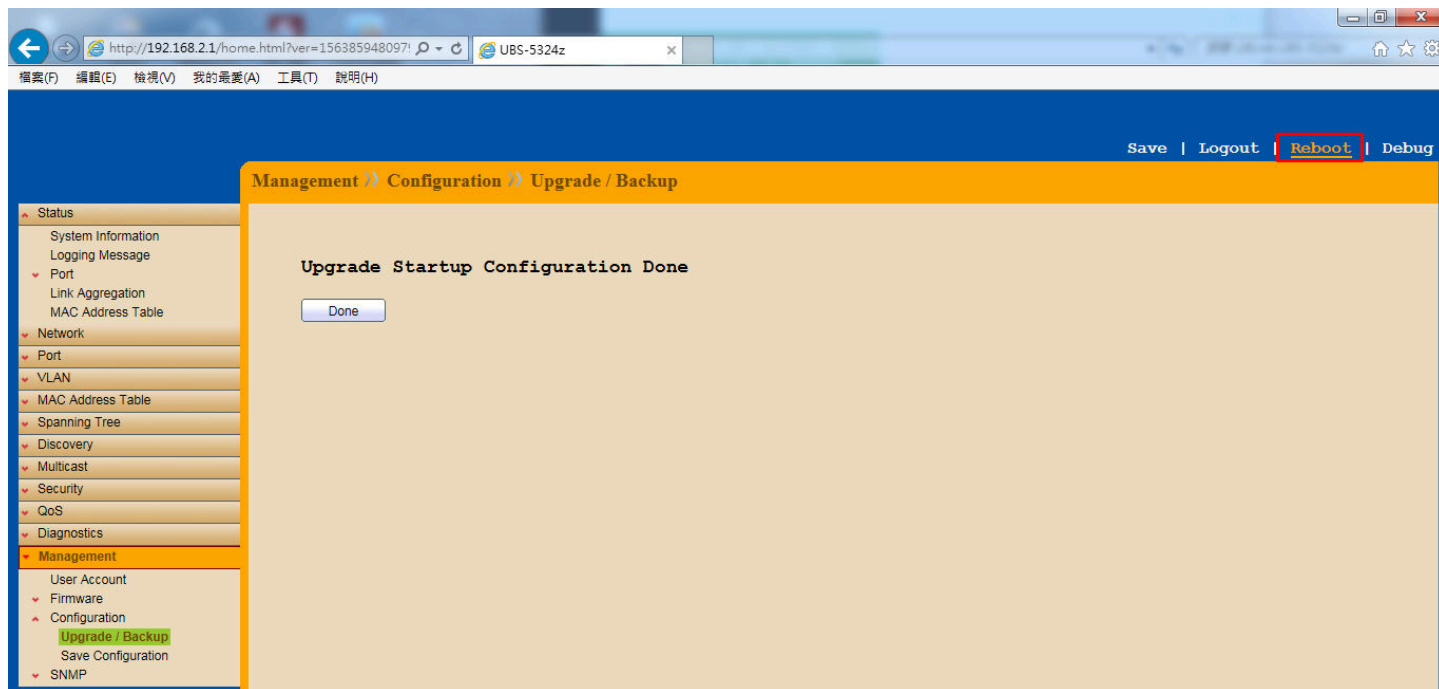 http://192.168.2.1/home.html?ver=156385948097!
UBS-5324z
檔案(F) 編輯(E) 檢視(V) 我的最愛(A) 工具(T) 說明(H)
Save | Logout | Reboot | Debug
Management 》 Configuration 》 Upgrade / Backup
Status
System Information
Logging Message
Port
Link Aggregation
MAC Address Table
Network
Port
VLAN
MAC Address Table
Spanning Tree
Discovery
Multicast
Security
QoS
Diagnostics
Management
User Account
Firmware
Configuration
Upgrade / Backup
Save Configuration
SNMP
Upgrade Startup Configuration Done
Done